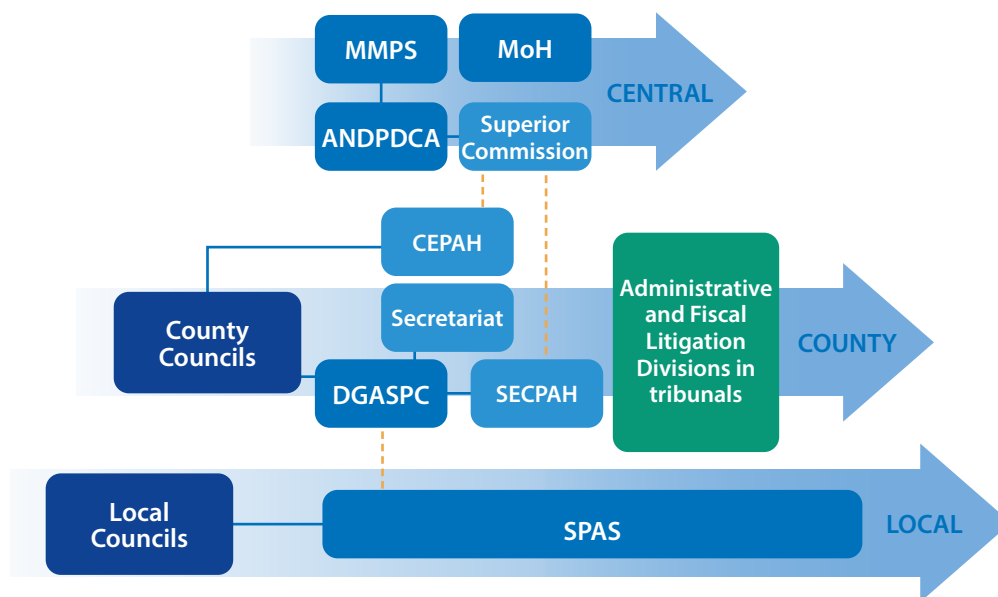 MMPS
MoH
CENTRAL
ANDPDCA
Superior
Commission
CEPAH
Secretariat
County
Councils
DGASPC
SECPAH
Administrative
and Fiscal
Litigation
Divisions in
tribunals
COUNTY
Local
Councils
SPAS
LOCAL